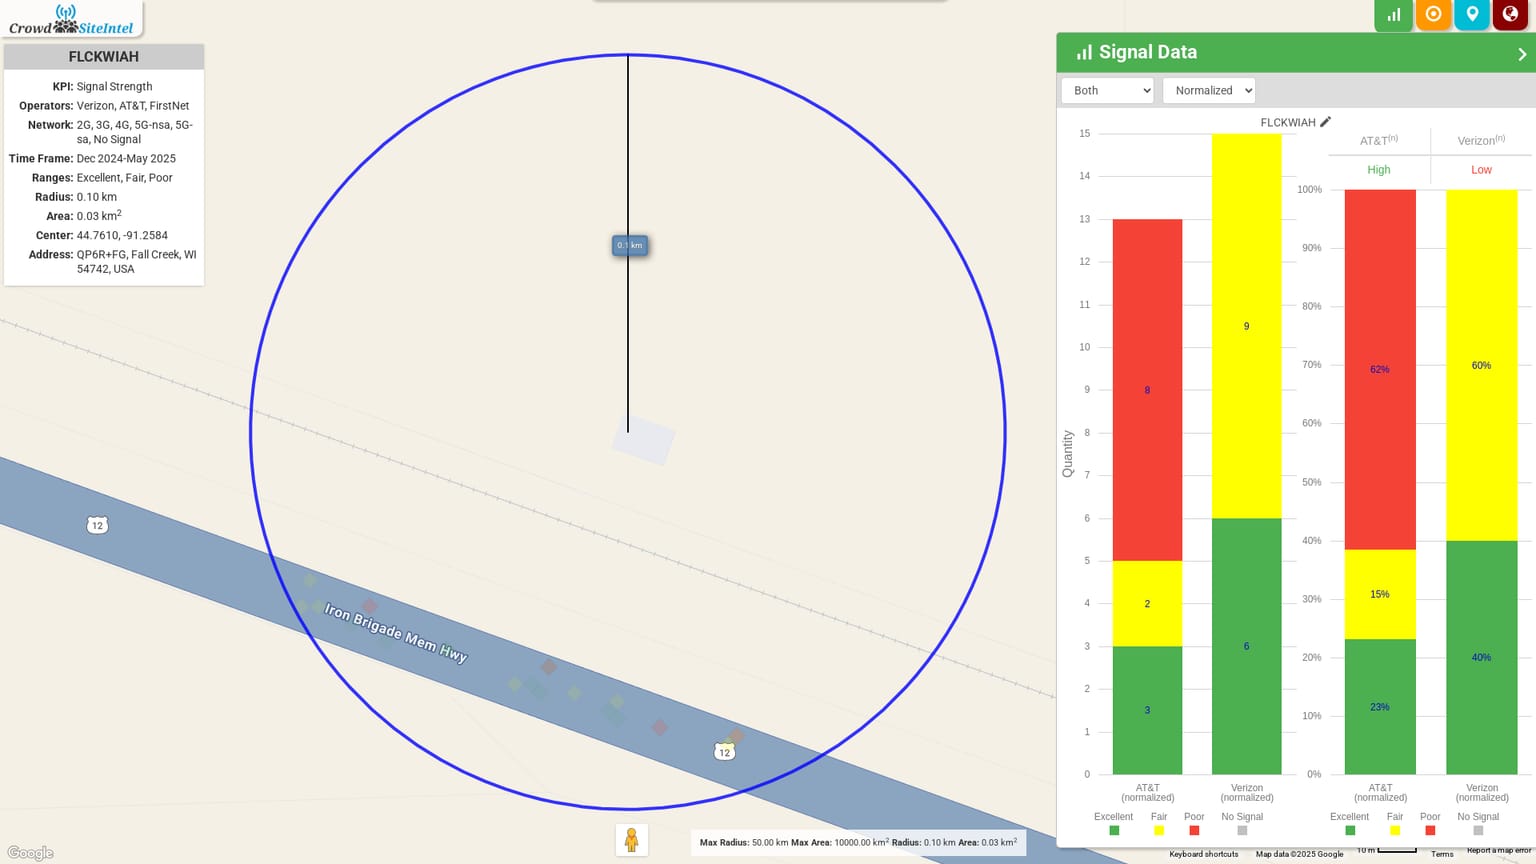 CrowdSiteIntel
FLCKWIAH
KPI: Signal Strength
Operators: Verizon, AT&T, FirstNet
Network: 2G, 3G, 4G, 5G-nsa, 5G-
sa, No Signal
Time Frame: Dec 2024-May 2025
Ranges: Excellent, Fair, Poor
Radius: 0.10 km
Area: 0.03 km²
Center: 44.7610, -91.2584
Address: QP6R+FG, Fall Creek, WI
54742, USA
0.1 km
12
Iron Brigade Mem Hwy
12
Google
Max Radius: 50.00 km Max Area: 10000.00 km² Radius: 0.10 km Area: 0.03 km²
Signal Data
Both
Normalized
FLCKWIAH
Quantity
15
14
13
12
11
10
9
8
7
6
5
4
3
2
1
0
8
2
3
9
6
AT&T
(normalized)
Verizon
(normalized)
Excellent Fair Poor No Signal
AT&T(n) Verizon(n)
High Low
100%
90%
80%
70%
60%
50%
40%
30%
20%
10%
0%
62%
15%
23%
60%
40%
AT&T
(normalized)
Verizon
(normalized)
Excellent Fair Poor No Signal
Keyboard shortcuts Map data ©2025 Google 10 m Terms Report a map error